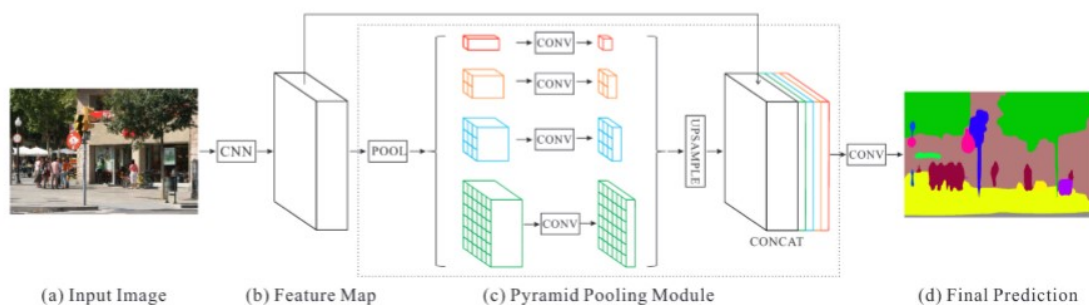 CNN
POOL
CONV
CONV
CONV
CONV
UPSAMPLE
CONCAT
CONV
(a) Input Image
(b) Feature Map
(c) Pyramid Pooling Module
(d) Final Prediction